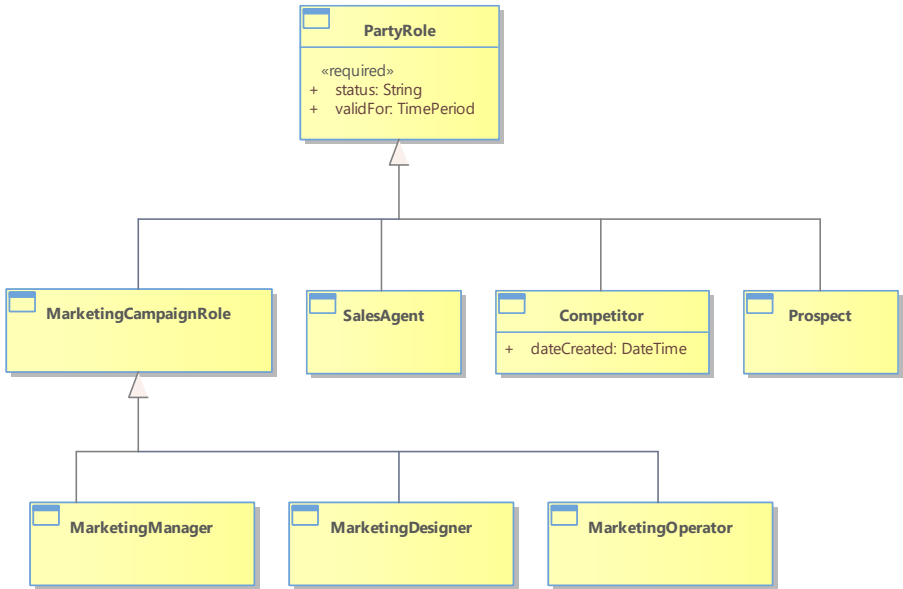 PartyRole
«required»
+ status: String
+ validFor: TimePeriod
MarketingCampaignRole
SalesAgent
Competitor
+ dateCreated: DateTime
Prospect
MarketingManager
MarketingDesigner
MarketingOperator